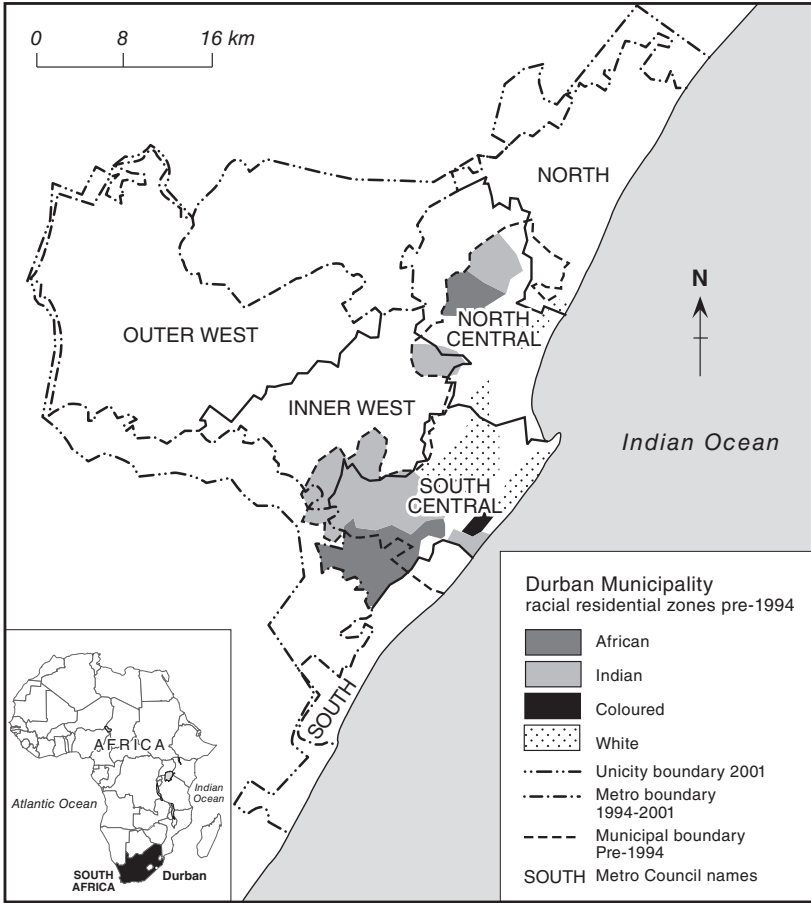 0 8 16 km
NORTH
N
NORTH
CENTRAL
OUTER WEST
INNER WEST
Indian Ocean
SOUTH
CENTRAL
SOUTH
Durban Municipality
racial residential zones pre-1994
African
Indian
Coloured
White
Unicity boundary 2001
Metro boundary
1994-2001
Municipal boundary
Pre-1994
SOUTH Metro Council names
AFRICA
Atlantic Ocean
Indian
Ocean
SOUTH
AFRICA
Durban